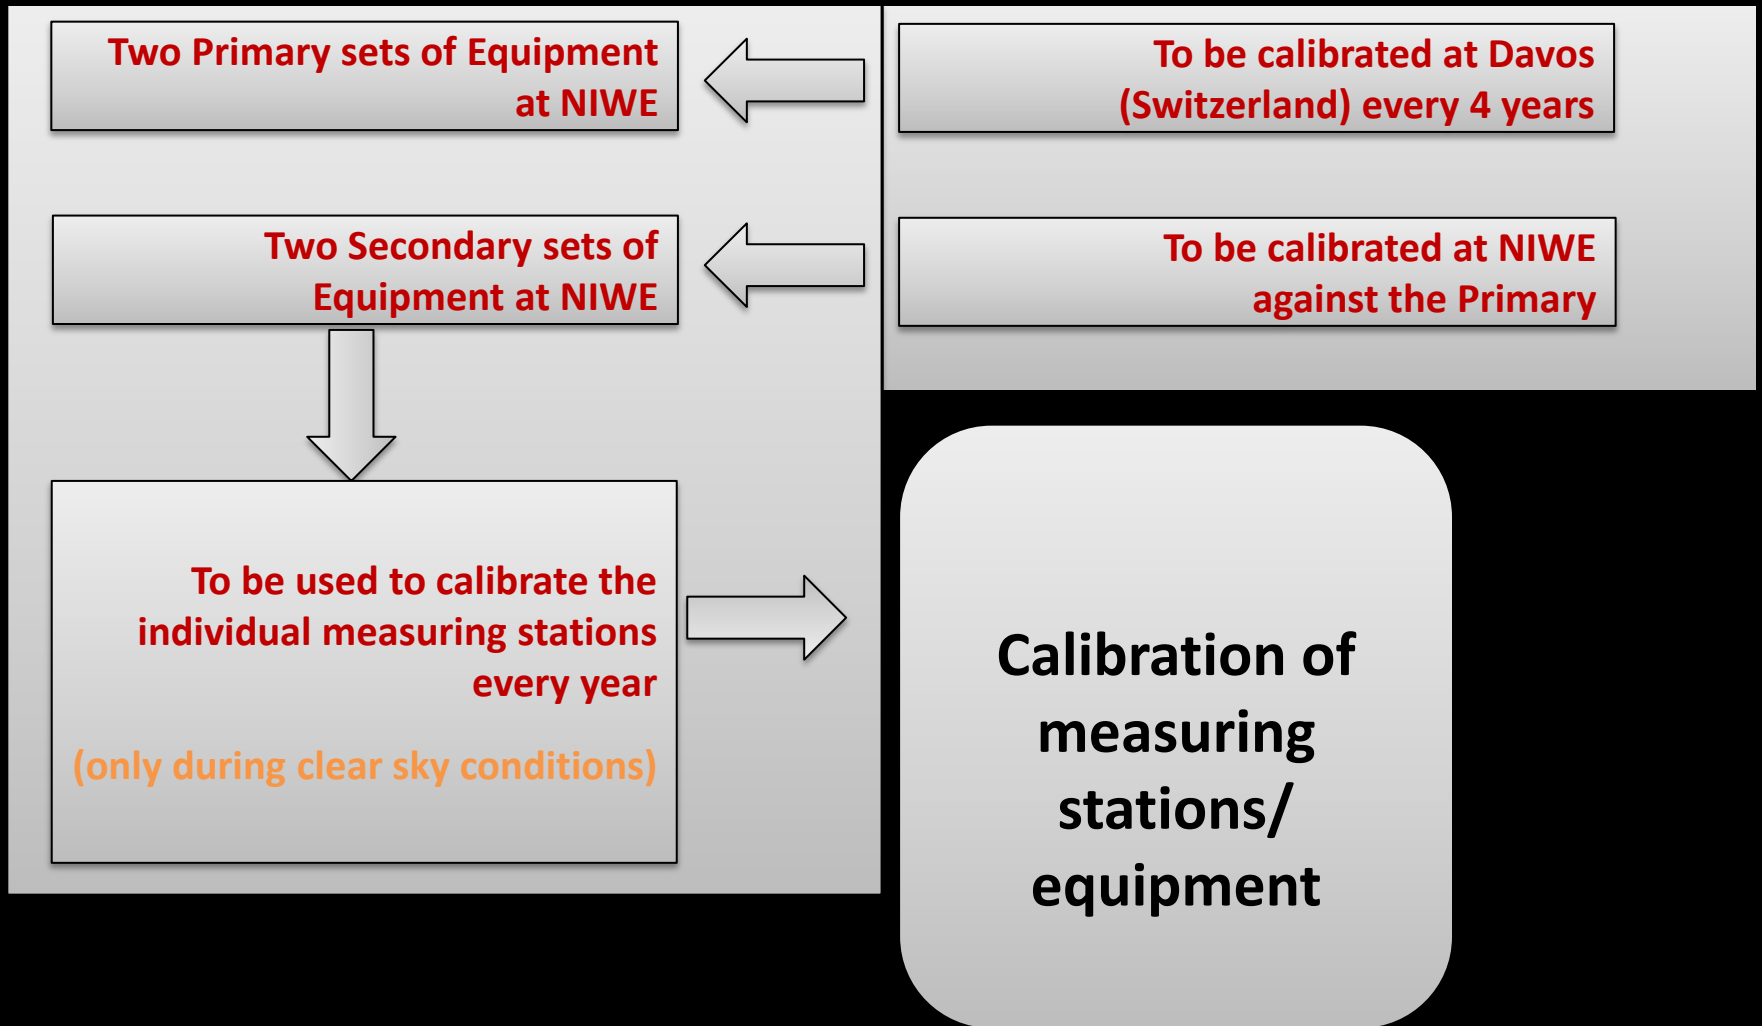 Two Primary sets of Equipment
at NIWE
To be calibrated at Davos
(Switzerland) every 4 years
Two Secondary sets of
Equipment at NIWE
To be calibrated at NIWE
against the Primary
To be used to calibrate the
individual measuring stations
every year
(only during clear sky conditions)
Calibration of
measuring
stations/
equipment